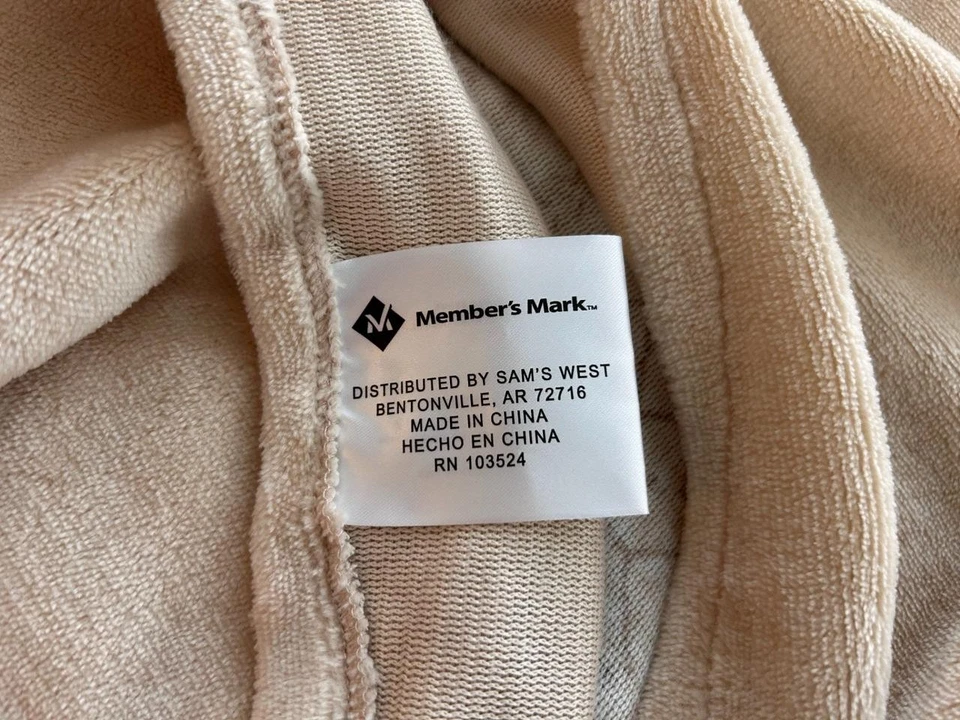 Member's Mark™
DISTRIBUTED BY SAM'S WEST
BENTONVILLE, AR 72716
MADE IN CHINA
HECHO EN CHINA
RN 103524